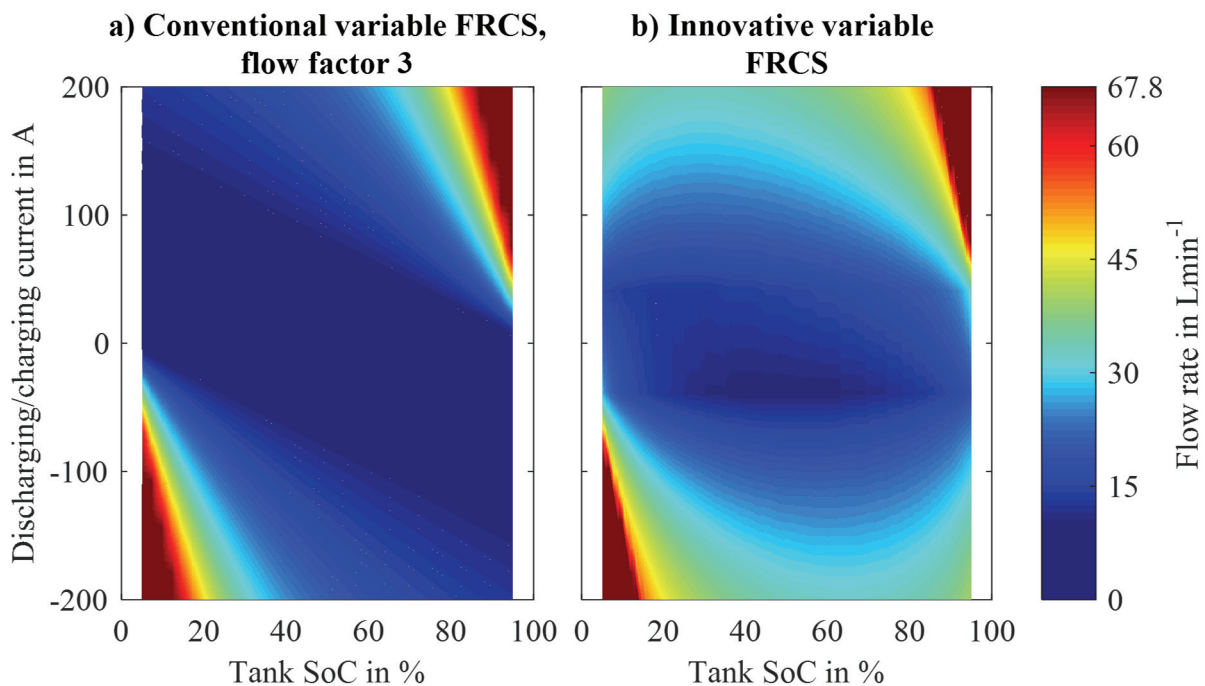 a) Conventional variable FRCS,
flow factor 3
b) Innovative variable
FRCS
Discharging/charging current in A
200
100
0
-100
-200
0
20
40
60
80
100
Tank SoC in %
0
20
40
60
80
100
Tank SoC in %
67.8
60
45
30
15
0
Flow rate in Lmin⁻¹